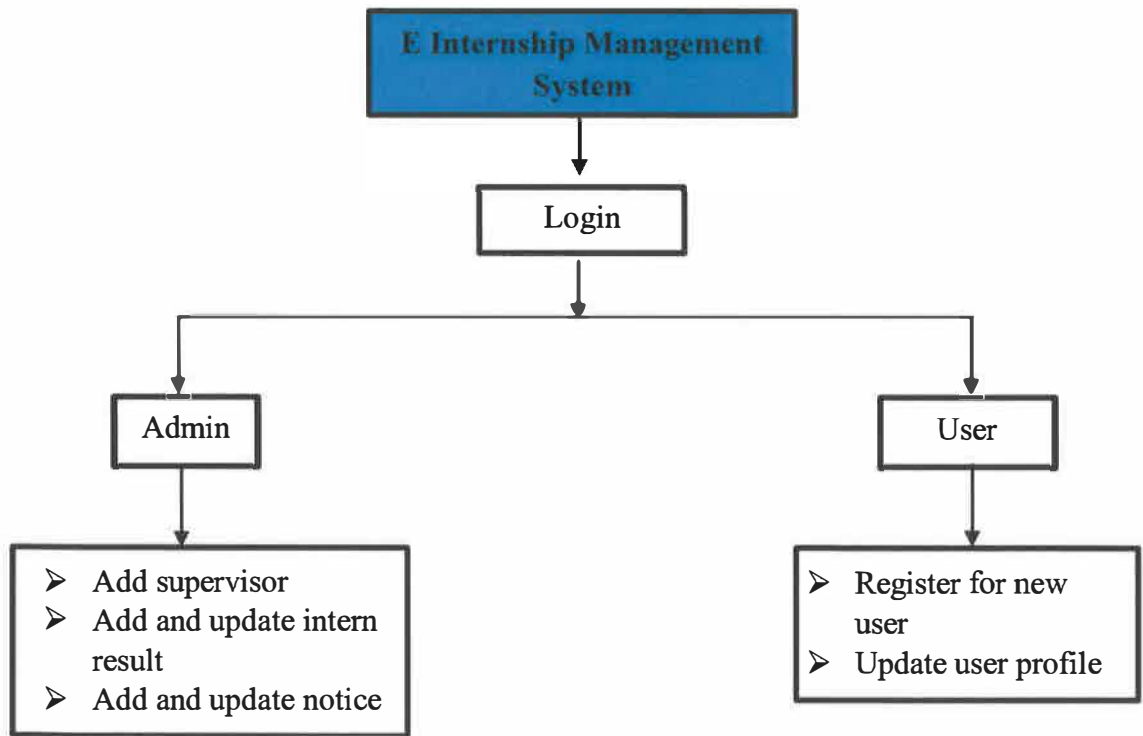 E Internship Management
System
Login
Admin
User
➤ Add supervisor
➤ Add and update intern
result
➤ Add and update notice
➤ Register for new
user
➤ Update user profile